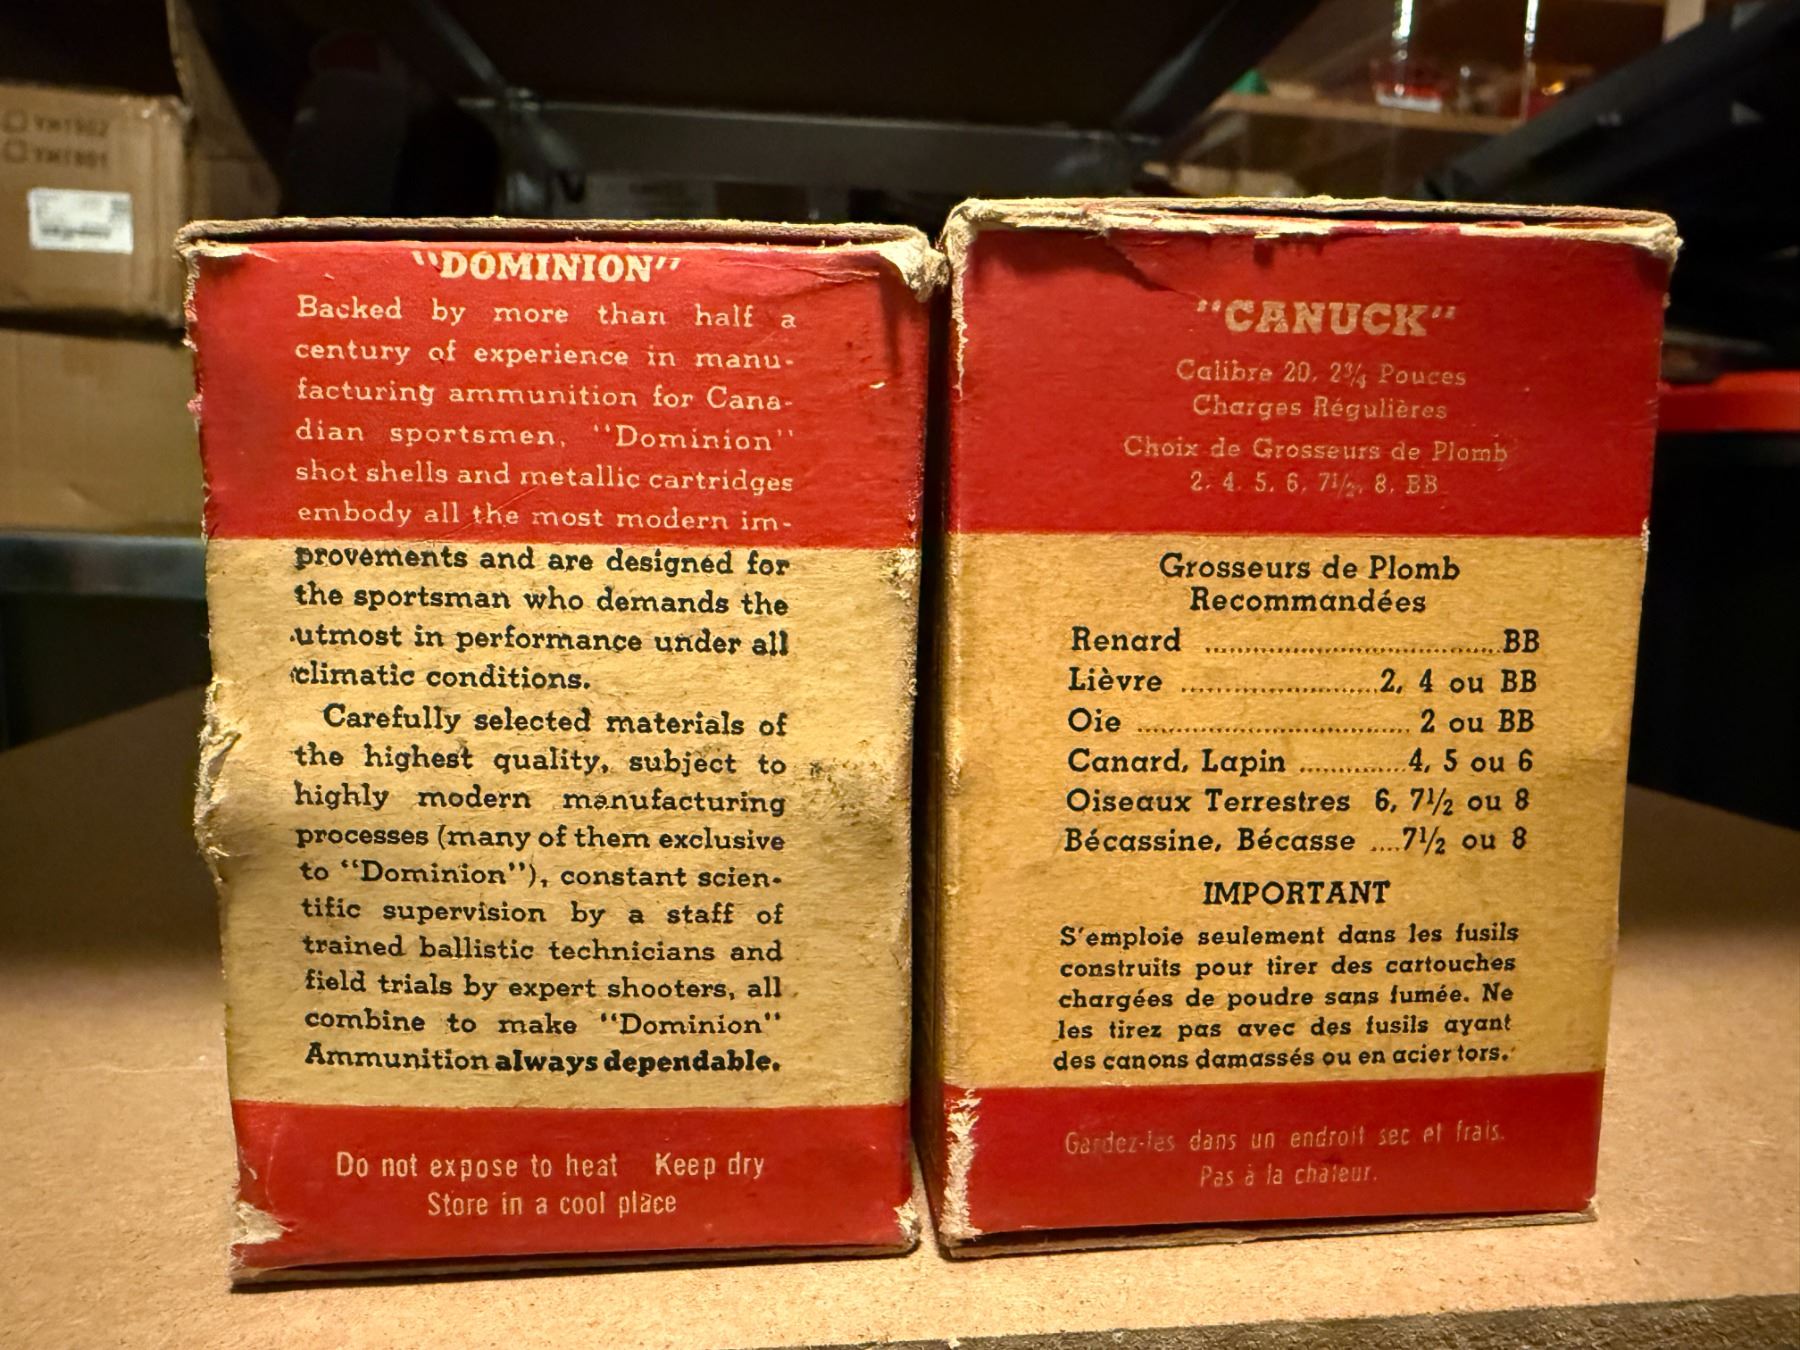 VMT902
VMT901
"DOMINION"
Backed by more than half a
century of experience in manu-
facturing ammunition for Cana-
dian sportsmen, "Dominion"
shot shells and metallic cartridges
embody all the most modern im-
provements and are designed for
the sportsman who demands the
utmost in performance under all
climatic conditions.
Carefully selected materials of
the highest quality, subject to
highly modern manufacturing
processes (many of them exclusive
to "Dominion"), constant scien-
tific supervision by a staff of
trained ballistic technicians and
field trials by expert shooters, all
combine to make "Dominion"
Ammunition always dependable.
Do not expose to heat Keep dry
Store in a cool place
"CANUCK"
Calibre 20, 2¾ Pouces
Charges Régulières
Choix de Grosseurs de Plomb
2, 4, 5, 6, 7½, 8, BB
Grosseurs de Plomb
Recommandées
Renard ........................................BB
Lièvre .........................2, 4 ou BB
Oie .................................... 2 ou BB
Canard, Lapin ..............4, 5 ou 6
Oiseaux Terrestres 6, 7½ ou 8
Bécassine, Bécasse ....7½ ou 8
IMPORTANT
S'emploie seulement dans les fusils
construits pour tirer des cartouches
chargées de poudre sans fumée. Ne
les tirez pas avec des fusils ayant
des canons damassés ou en acier tors.
Gardez-les dans un endroit sec et frais.
Pas à la chaleur.